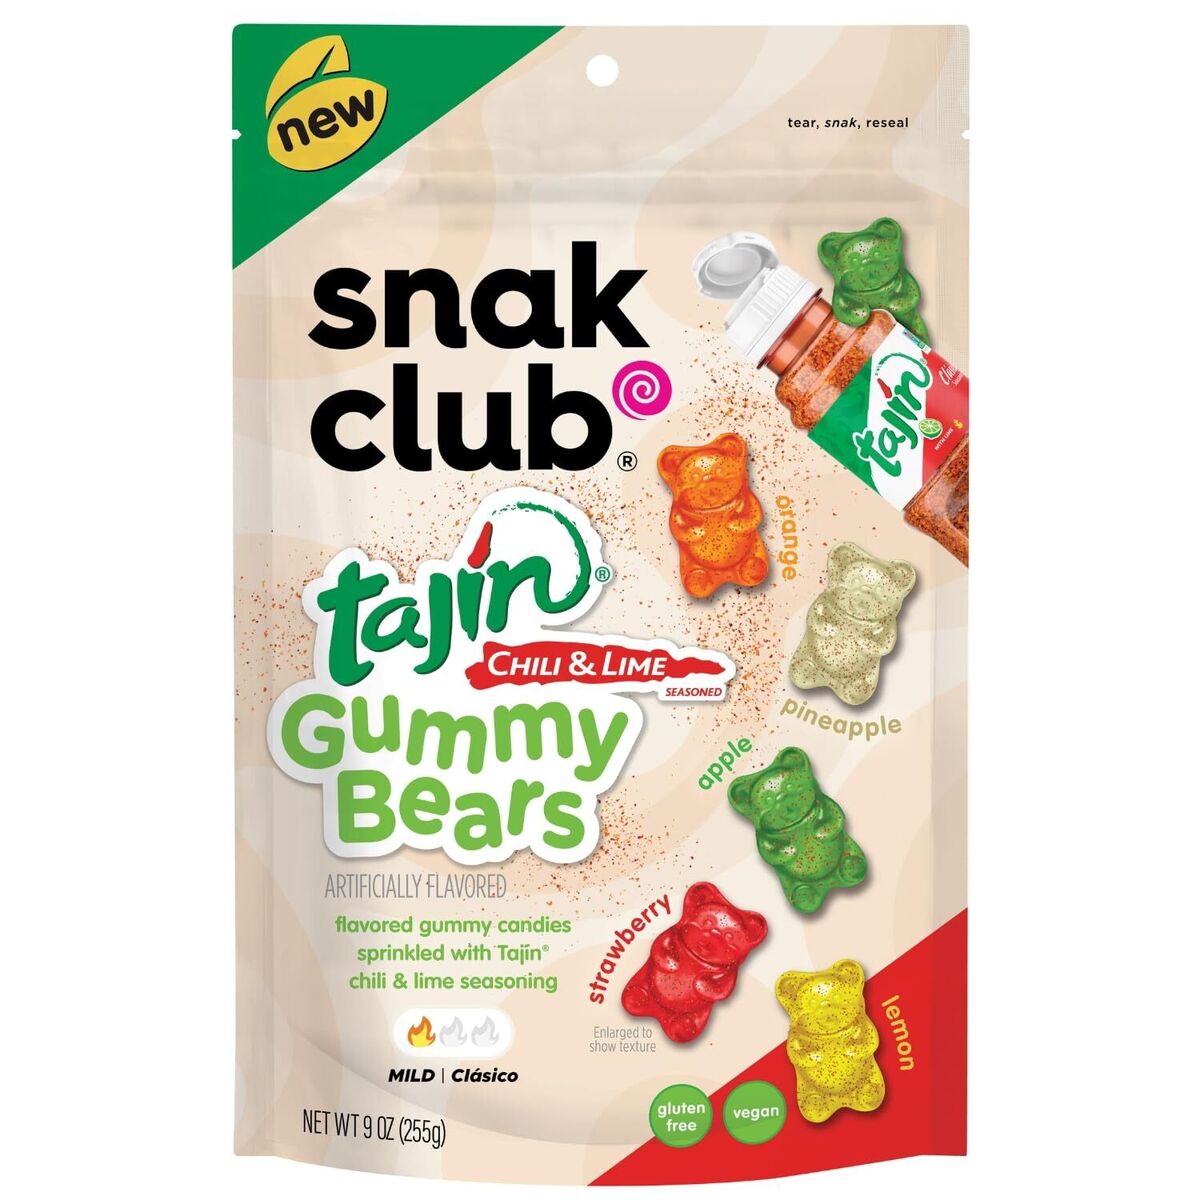 new
tear, snak, reseal
snak
club
®
tajín®
CHILI & LIME
SEASONED
Gummy
Bears
ARTIFICIALLY FLAVORED
flavored gummy candies
sprinkled with Tajín®
chili & lime seasoning
MILD | Clásico
NET WT 9 OZ (255g)
tajín
WITH LIME
orange
pineapple
apple
strawberry
Enlarged to
show texture
lemon
gluten
free
vegan